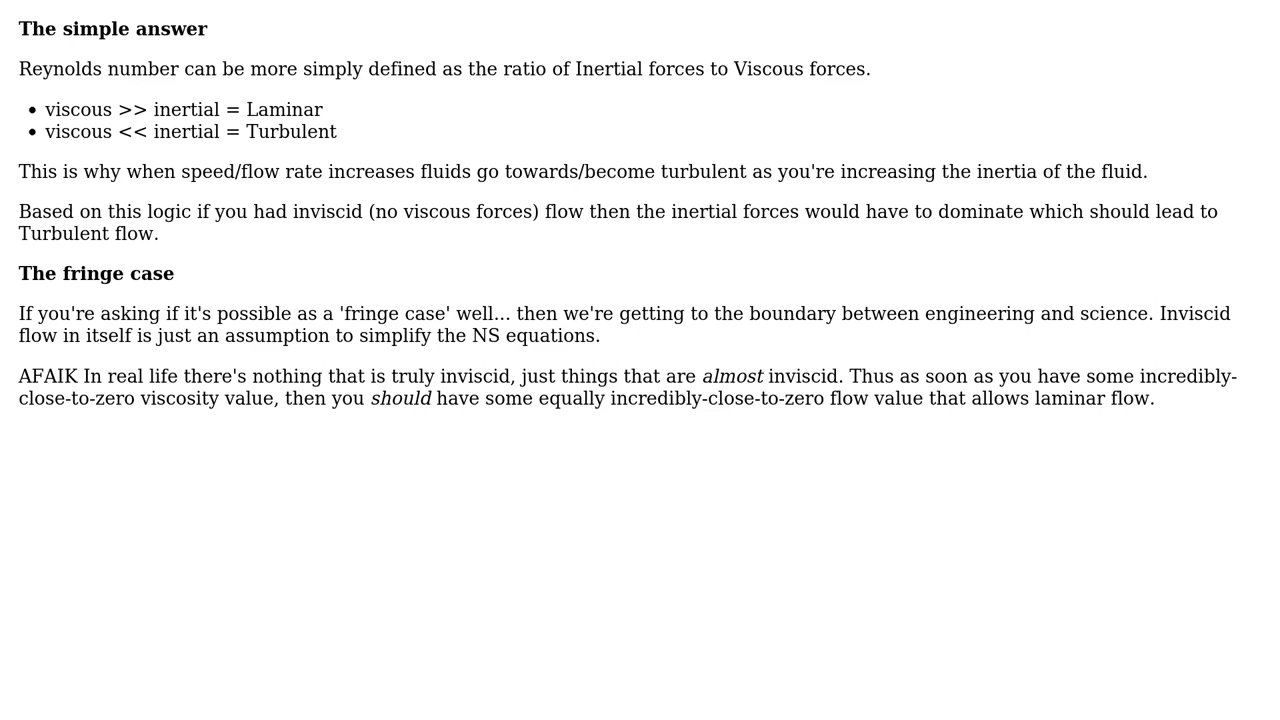 The simple answer
Reynolds number can be more simply defined as the ratio of Inertial forces to Viscous forces.
• viscous >> inertial = Laminar
• viscous << inertial = Turbulent
This is why when speed/flow rate increases fluids go towards/become turbulent as you're increasing the inertia of the fluid.
Based on this logic if you had inviscid (no viscous forces) flow then the inertial forces would have to dominate which should lead to
Turbulent flow.
The fringe case
If you're asking if it's possible as a 'fringe case' well... then we're getting to the boundary between engineering and science. Inviscid
flow in itself is just an assumption to simplify the NS equations.
AFAIK In real life there's nothing that is truly inviscid, just things that are almost inviscid. Thus as soon as you have some incredibly-
close-to-zero viscosity value, then you should have some equally incredibly-close-to-zero flow value that allows laminar flow.